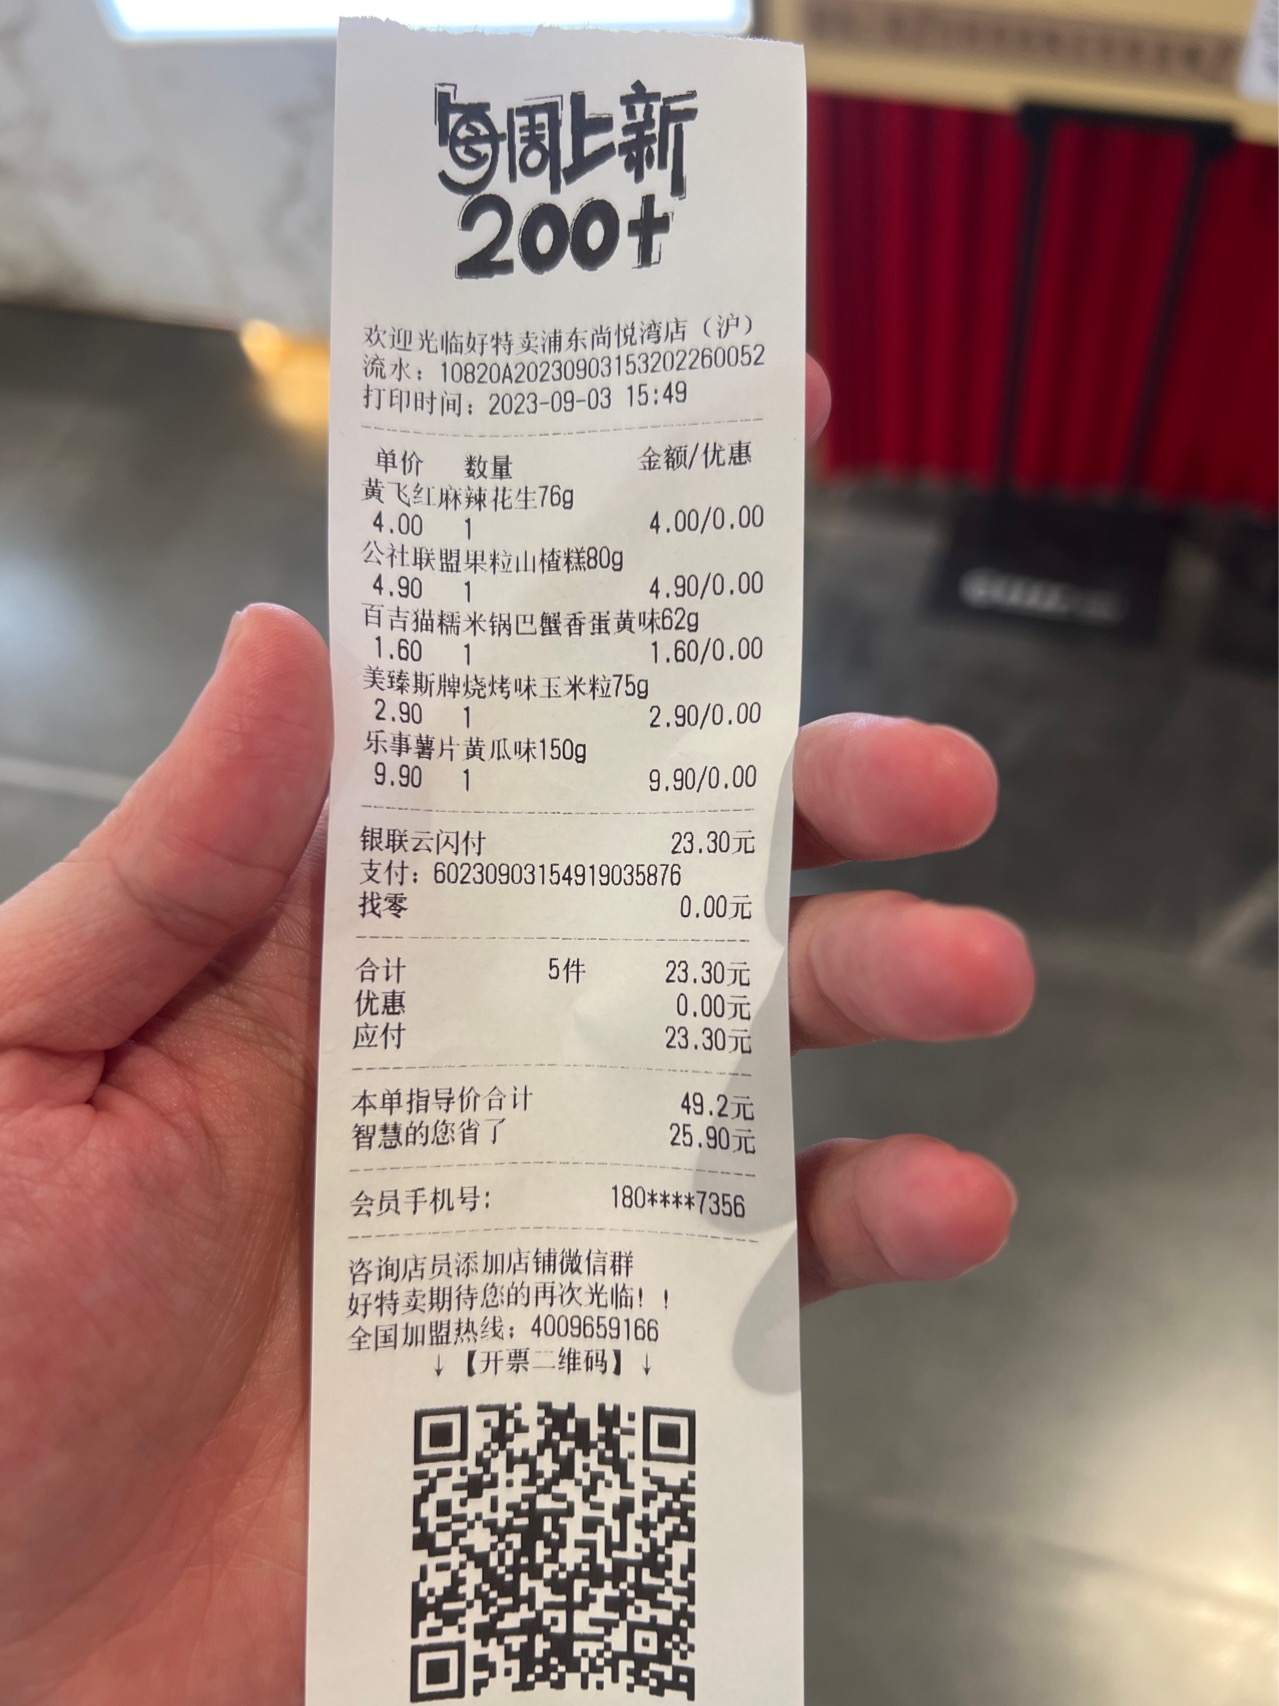 每周上新
200+
欢迎光临好特卖浦东尚悦湾店（沪）
流水：10820A20230903153202260052
打印时间：2023-09-03 15:49
单价 数量 金额/优惠
黄飞红麻辣花生76g
4.00 1 4.00/0.00
公社联盟果粒山楂糕80g
4.90 1 4.90/0.00
百吉猫糯米锅巴蟹香蛋黄味62g
1.60 1 1.60/0.00
美臻斯牌烧烤味玉米粒75g
2.90 1 2.90/0.00
乐事薯片黄瓜味150g
9.90 1 9.90/0.00
银联云闪付 23.30元
支付：60230903154919035876
找零 0.00元
合计 5件 23.30元
优惠 0.00元
应付 23.30元
本单指导价合计 49.2元
智慧的您省了 25.90元
会员手机号： 180****7356
咨询店员添加店铺微信群
好特卖期待您的再次光临！！
全国加盟热线：4009659166
↓【开票二维码】↓